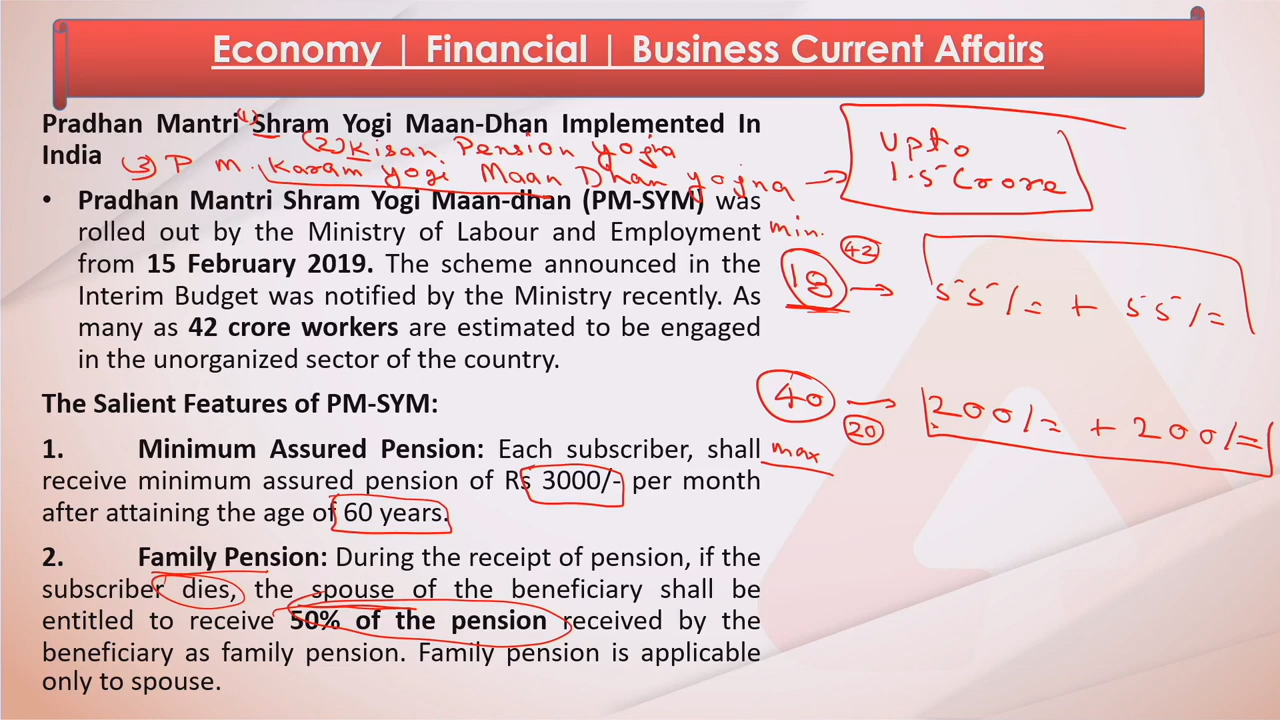 Economy | Financial | Business Current Affairs
Pradhan Mantri (1) Shram Yogi Maan-Dhan Implemented In
India
(2) Kisan Pension yojna
(3) P M. Karam yogi Maan Dhan yojna →
upto
1.5 Crore
• Pradhan Mantri Shram Yogi Maan-dhan (PM-SYM) was
rolled out by the Ministry of Labour and Employment
from 15 February 2019. The scheme announced in the
Interim Budget was notified by the Ministry recently. As
many as 42 crore workers are estimated to be engaged
in the unorganized sector of the country.
min.
42
18 → 55/= + 55/=
40 → 200/= + 200/=
20
max
The Salient Features of PM-SYM:
1. Minimum Assured Pension: Each subscriber, shall
receive minimum assured pension of Rs 3000/- per month
after attaining the age of 60 years.
2. Family Pension: During the receipt of pension, if the
subscriber dies, the spouse of the beneficiary shall be
entitled to receive 50% of the pension received by the
beneficiary as family pension. Family pension is applicable
only to spouse.